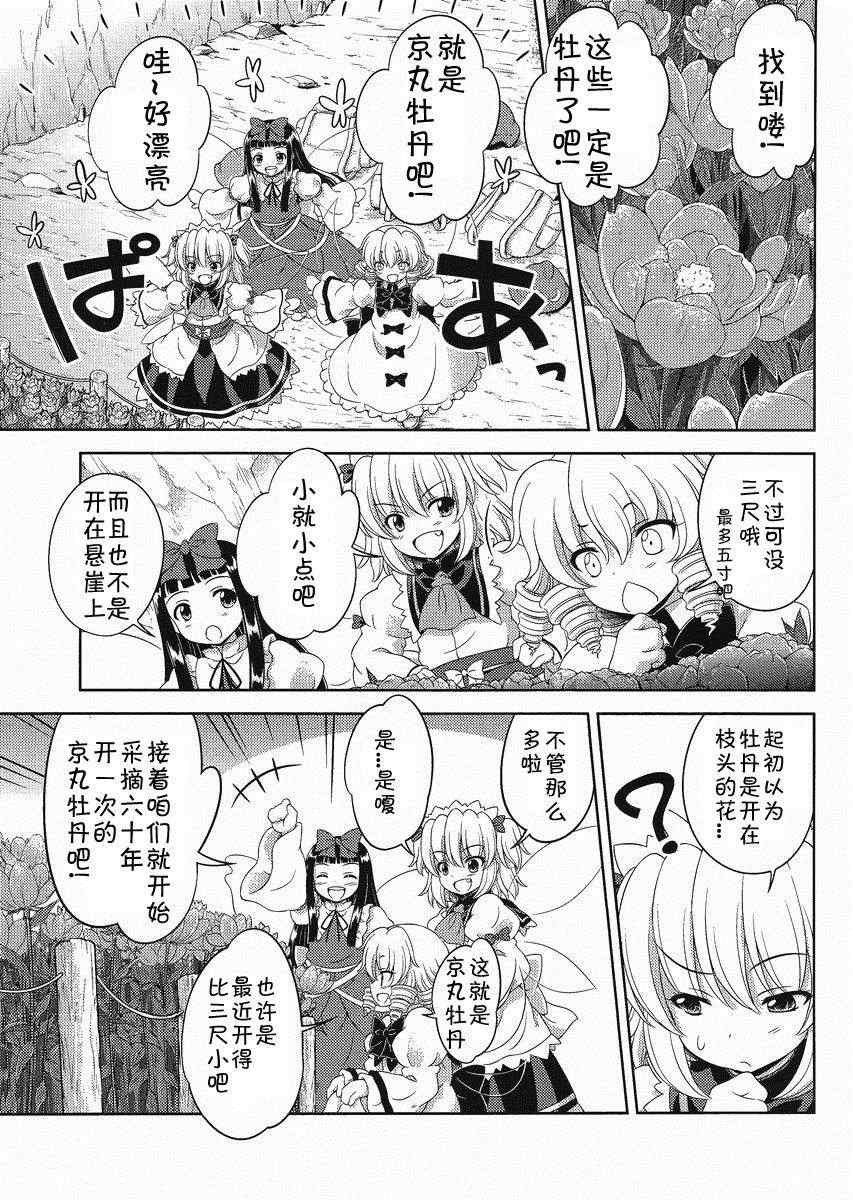 找到喽!
这些一定是
牡丹了吧!
就是
京丸牡丹吧!
哇~好漂亮
ぱあっ
不过可没
三尺哦
最多五寸吧
小就小点吧
而且也不是
开在悬崖上
起初以为
牡丹是开在
枝头的花…
?
不管那么
多啦
是…是嘎
这就是
京丸牡丹
也许是
最近开得
比三尺小吧
接着咱们就开始
采摘六十年
开一次的
京丸牡丹吧!